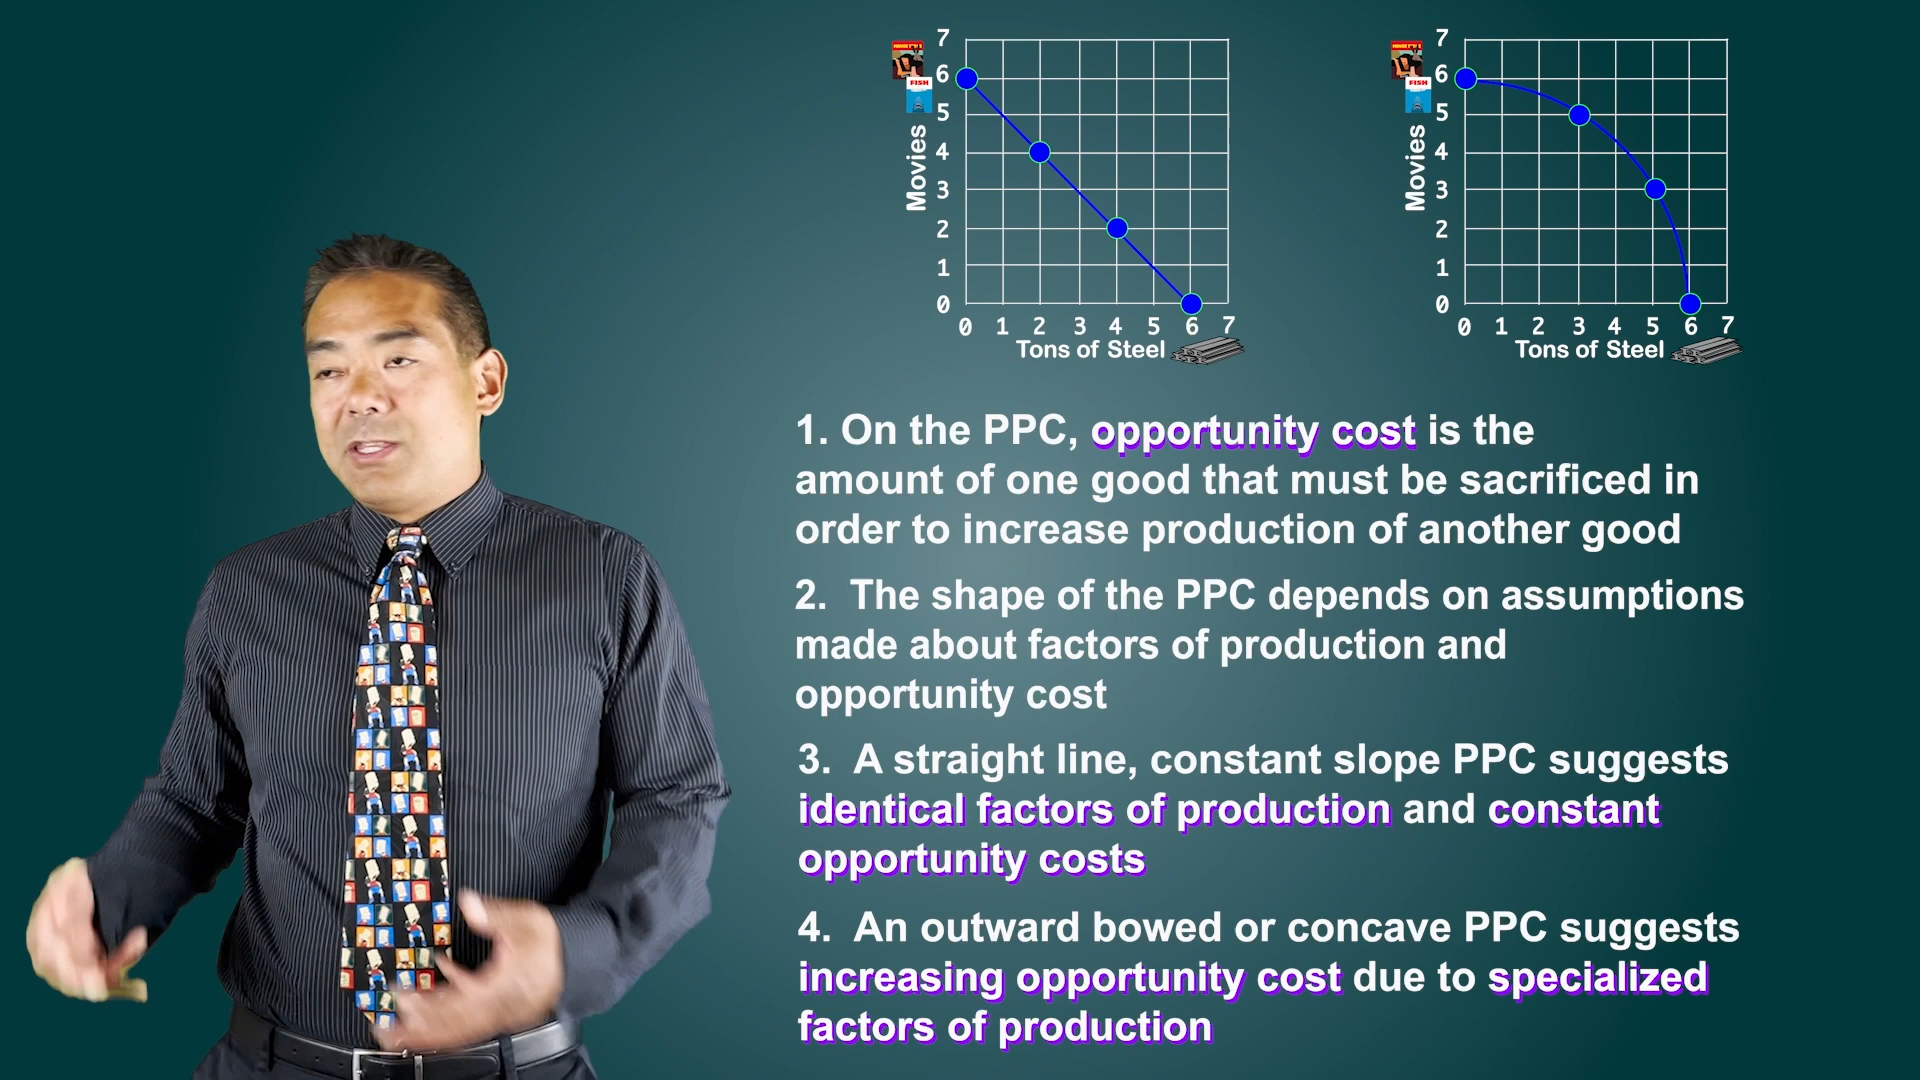 7
6
5
4
3
2
1
0
FISH
Movies
0 1 2 3 4 5 6 7
Tons of Steel
7
6
5
4
3
2
1
0
FISH
Movies
0 1 2 3 4 5 6 7
Tons of Steel
1. On the PPC, opportunity cost is the
amount of one good that must be sacrificed in
order to increase production of another good
2. The shape of the PPC depends on assumptions
made about factors of production and
opportunity cost
3. A straight line, constant slope PPC suggests
identical factors of production and constant
opportunity costs
4. An outward bowed or concave PPC suggests
increasing opportunity cost due to specialized
factors of production